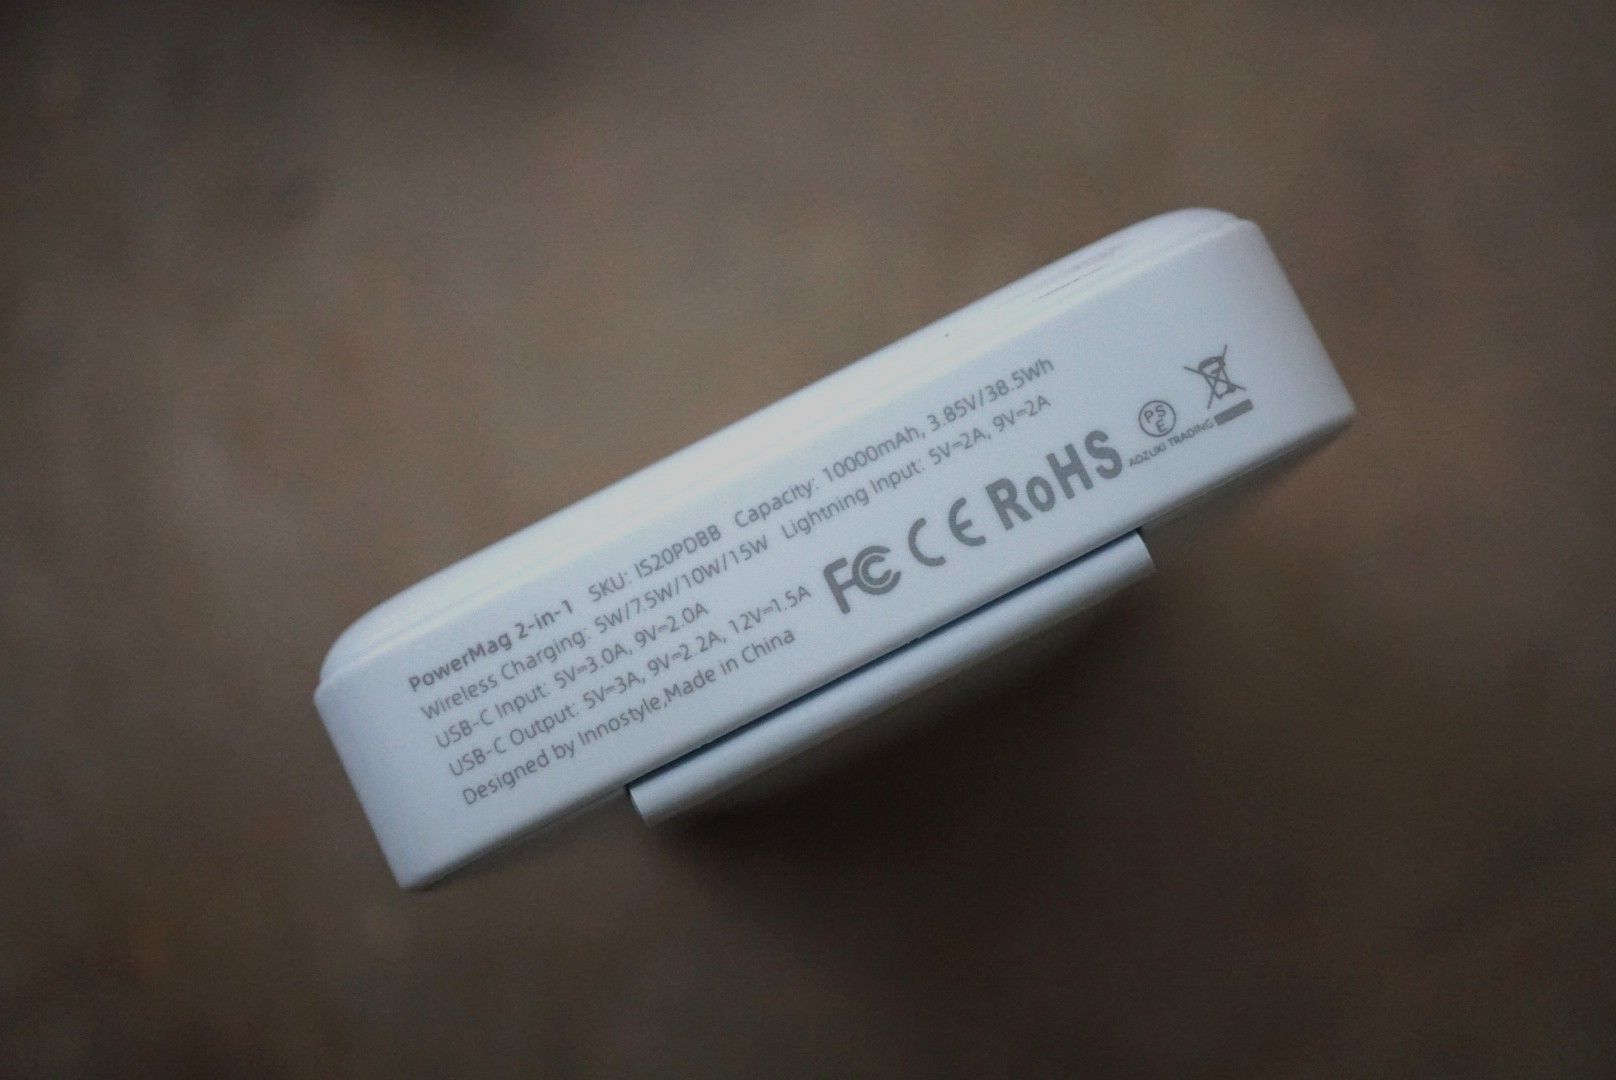 PowerMag 2-in-1 SKU: IS20PDBB Capacity: 10000mAh, 3.85V/38.5Wh
Wireless Charging: 5W/7.5W/10W/15W Lightning Input: 5V=2A, 9V=2A
USB-C Input: 5V=3.0A, 9V=2.0A
USB-C Output: 5V=3A, 9V=2.2A, 12V=1.5A
Designed by Innostyle,Made in China
FC CE RoHS
PSE
ADZUKI TRADING